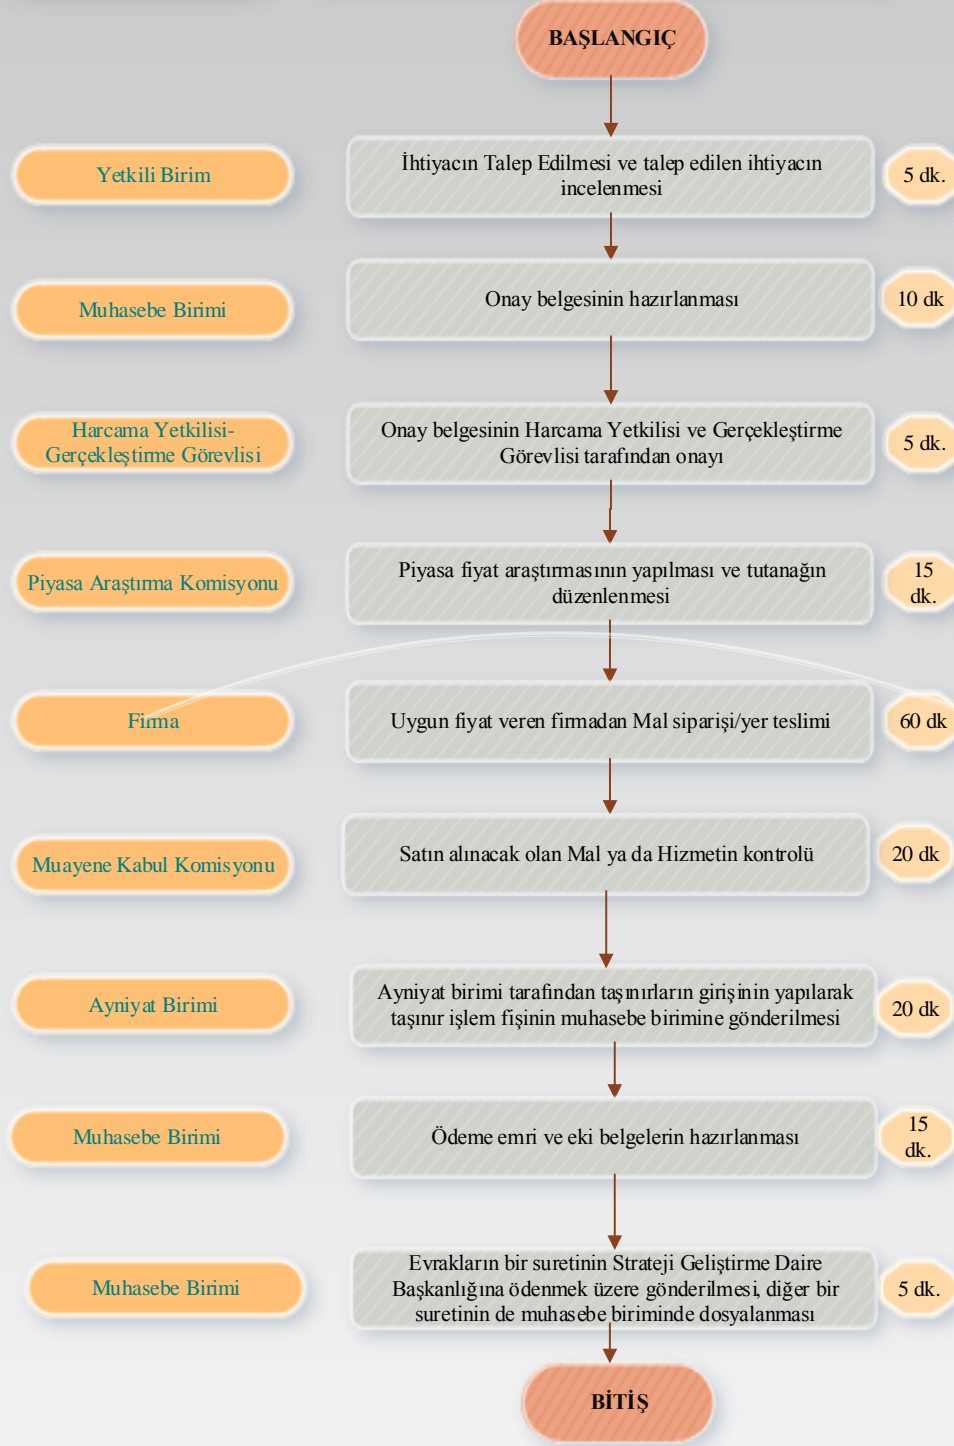 BAŞLANGIÇ
Yetkili Birim
İhtiyacın Talep Edilmesi ve talep edilen ihtiyacın
incelenmesi
5 dk.
Muhasebe Birimi
Onay belgesinin hazırlanması
10 dk
Harcama Yetkilisi-
Gerçekleştirme Görevlisi
Onay belgesinin Harcama Yetkilisi ve Gerçekleştirme
Görevlisi tarafından onayı
5 dk.
Piyasa Araştırma Komisyonu
Piyasa fiyat araştırmasının yapılması ve tutanağın
düzenlenmesi
15
dk.
Firma
Uygun fiyat veren firmadan Mal siparişi/yer teslimi
60 dk
Muayene Kabul Komisyonu
Satın alınacak olan Mal ya da Hizmetin kontrolü
20 dk
Ayniyat Birimi
Ayniyat birimi tarafından taşınırların girişinin yapılarak
taşınır işlem fişinin muhasebe birimine gönderilmesi
20 dk
Muhasebe Birimi
Ödeme emri ve eki belgelerin hazırlanması
15
dk.
Muhasebe Birimi
Evrakların bir suretinin Strateji Geliştirme Daire
Başkanlığına ödenmek üzere gönderilmesi, diğer bir
suretinin de muhasebe biriminde dosyalanması
5 dk.
BİTİŞ